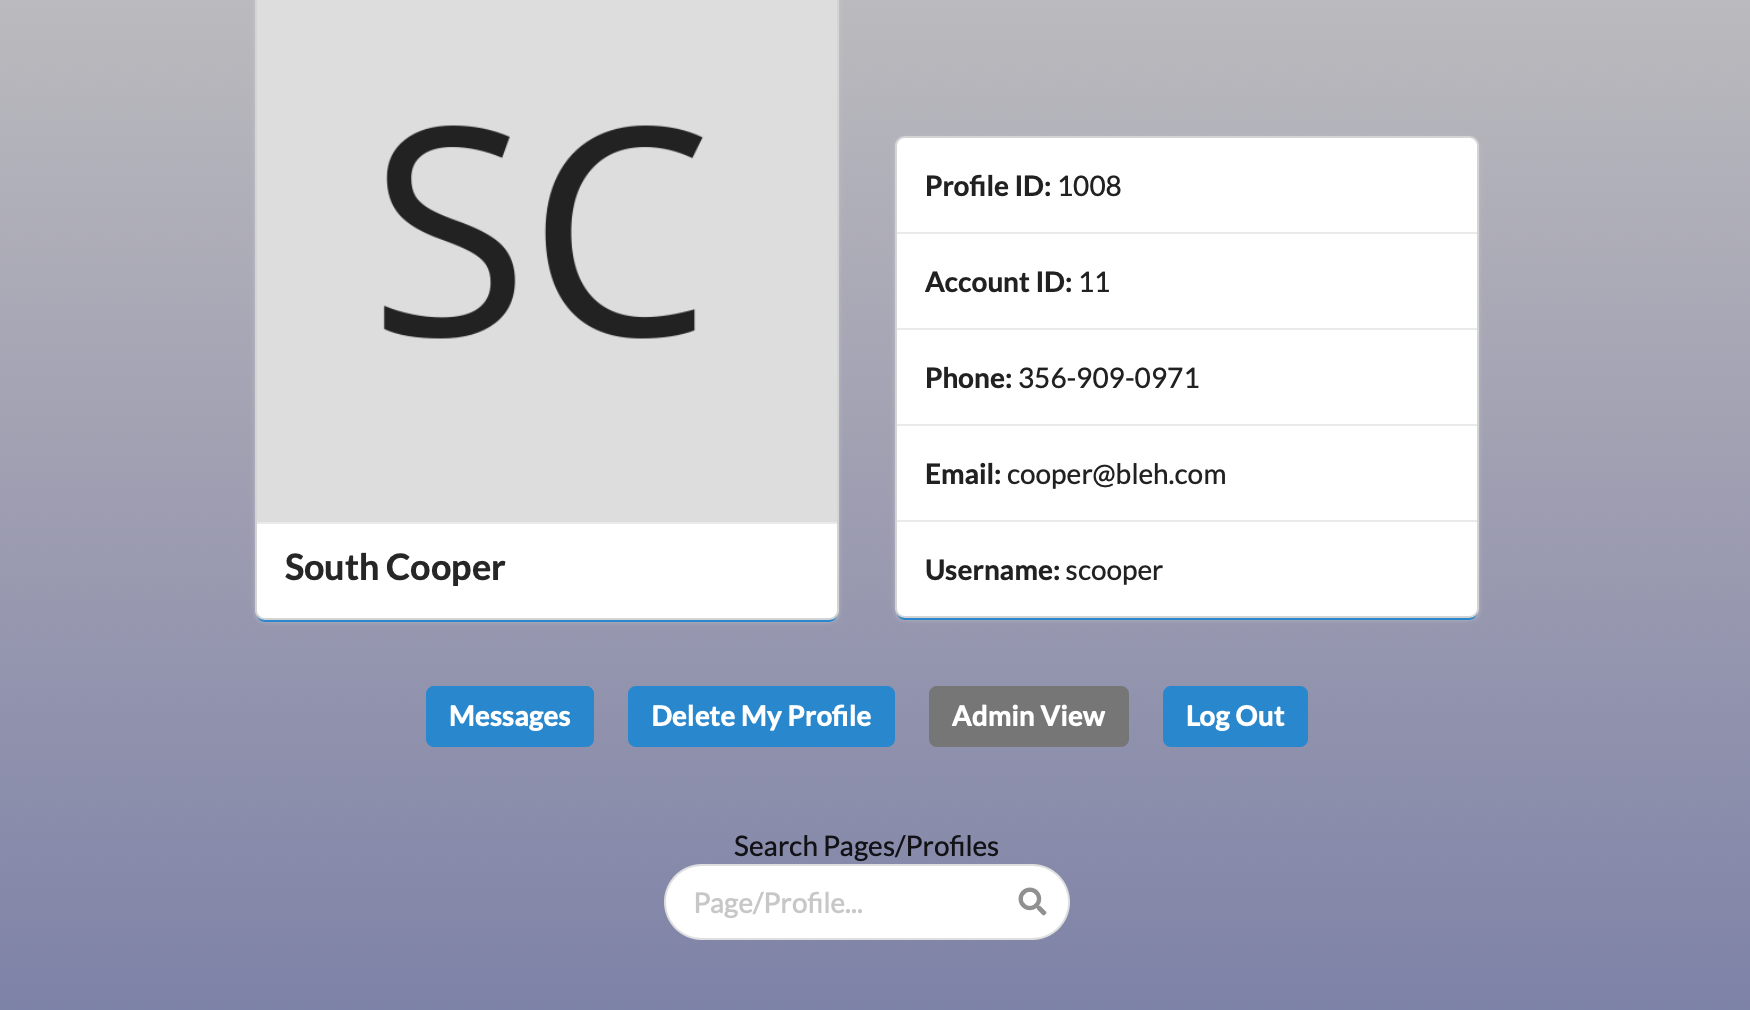 SC
South Cooper
Profile ID: 1008
Account ID: 11
Phone: 356-909-0971
Email: cooper@bleh.com
Username: scooper
Messages
Delete My Profile
Admin View
Log Out
Search Pages/Profiles
Page/Profile...